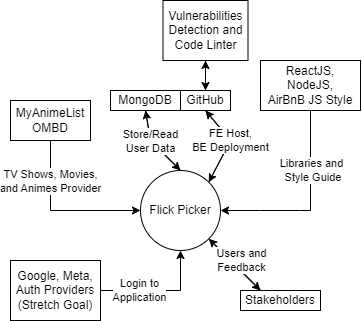 Vulnerabilities
Detection and
Code Linter
ReactJS,
NodeJS,
AirBnB JS Style
MongoDB
GitHub
MyAnimeList
OMBD
Store/Read
User Data
FE Host,
BE Deployment
TV Shows, Movies,
and Animes Provider
Libraries and
Style Guide
Flick Picker
Google, Meta,
Auth Providers
(Stretch Goal)
Login to
Application
Users and
Feedback
Stakeholders